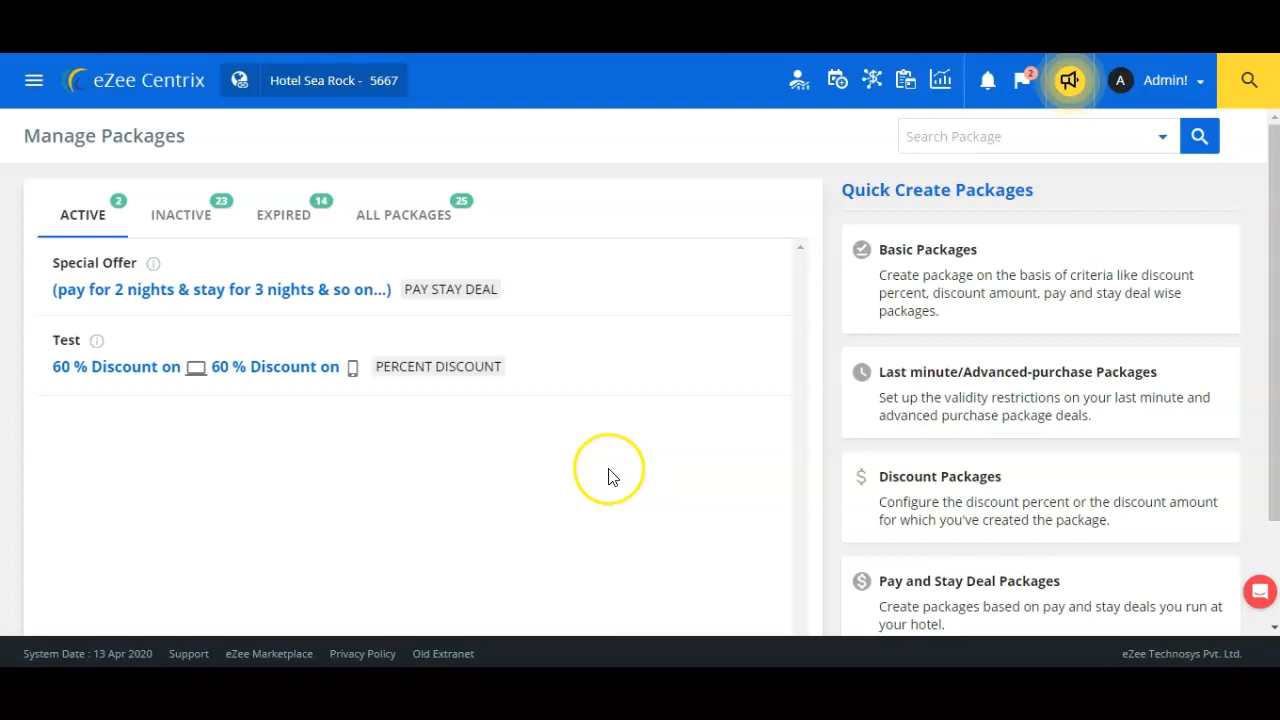 eZee Centrix
Hotel Sea Rock - 5667
2
A
Admin!
Manage Packages
Search Package
ACTIVE 2
INACTIVE 23
EXPIRED 14
ALL PACKAGES 25
Special Offer
(pay for 2 nights & stay for 3 nights & so on...) PAY STAY DEAL
Test
60 % Discount on 60 % Discount on PERCENT DISCOUNT
Quick Create Packages
Basic Packages
Create package on the basis of criteria like discount
percent, discount amount, pay and stay deal wise
packages.
Last minute/Advanced-purchase Packages
Set up the validity restrictions on your last minute and
advanced purchase package deals.
$ Discount Packages
Configure the discount percent or the discount amount
for which you've created the package.
$ Pay and Stay Deal Packages
Create packages based on pay and stay deals you run at
your hotel.
System Date : 13 Apr 2020 Support eZee Marketplace Privacy Policy Old Extranet
eZee Technosys Pvt. Ltd.